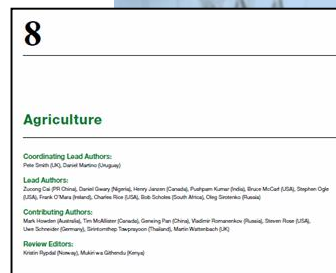 8
Agriculture
Coordinating Lead Authors:
Pete Smith (UK), Daniel Martino (Uruguay)
Lead Authors:
Zucong Cai (PR China), Daniel Gwary (Nigeria), Henry Janzen (Canada), Pushpam Kumar (India), Bruce McCarl (USA), Stephen Ogle
(USA), Frank O'Mara (Ireland), Charles Rice (USA), Bob Scholes (South Africa), Oleg Sirotenko (Russia)
Contributing Authors:
Mark Howden (Australia), Tim McAllister (Canada), Genxing Pan (China), Vladimir Romanenkov (Russia), Steven Rose (USA),
Uwe Schneider (Germany), Sirintornthep Towprayoon (Thailand), Martin Wattenbach (UK)
Review Editors:
Kristin Rypdal (Norway), Mukiri wa Githendu (Kenya)